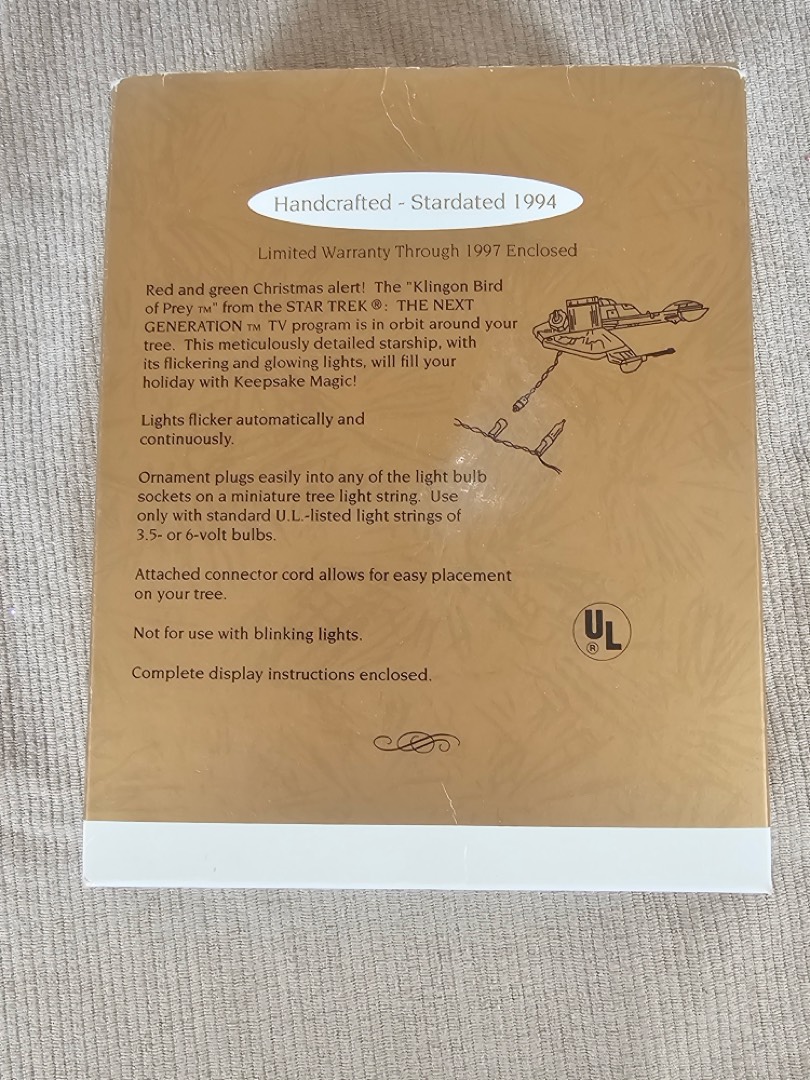 Handcrafted - Stardated 1994
Limited Warranty Through 1997 Enclosed
Red and green Christmas alert! The "Klingon Bird
of Prey TM" from the STAR TREK ®: THE NEXT
GENERATION TM TV program is in orbit around your
tree. This meticulously detailed starship, with
its flickering and glowing lights, will fill your
holiday with Keepsake Magic!
Lights flicker automatically and
continuously.
Ornament plugs easily into any of the light bulb
sockets on a miniature tree light string. Use
only with standard U.L.-listed light strings of
3.5- or 6-volt bulbs.
Attached connector cord allows for easy placement
on your tree.
Not for use with blinking lights.
UL ®
Complete display instructions enclosed.